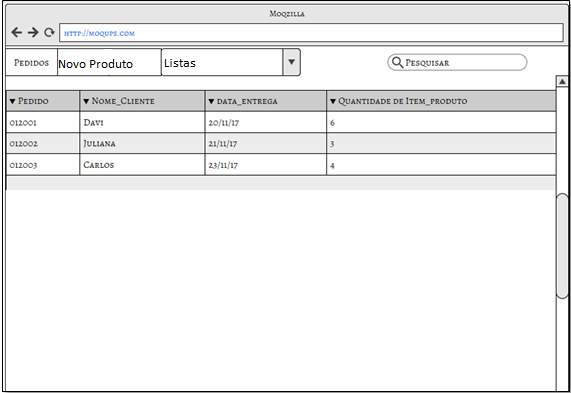 Moqzilla
http://moqups.com
Pedidos Novo Produto Listas Pesquisar
Pedido Nome_Cliente data_entrega Quantidade de Item_produto
012001 Davi 20/11/17 6
012002 Juliana 21/11/17 3
012003 Carlos 23/11/17 4